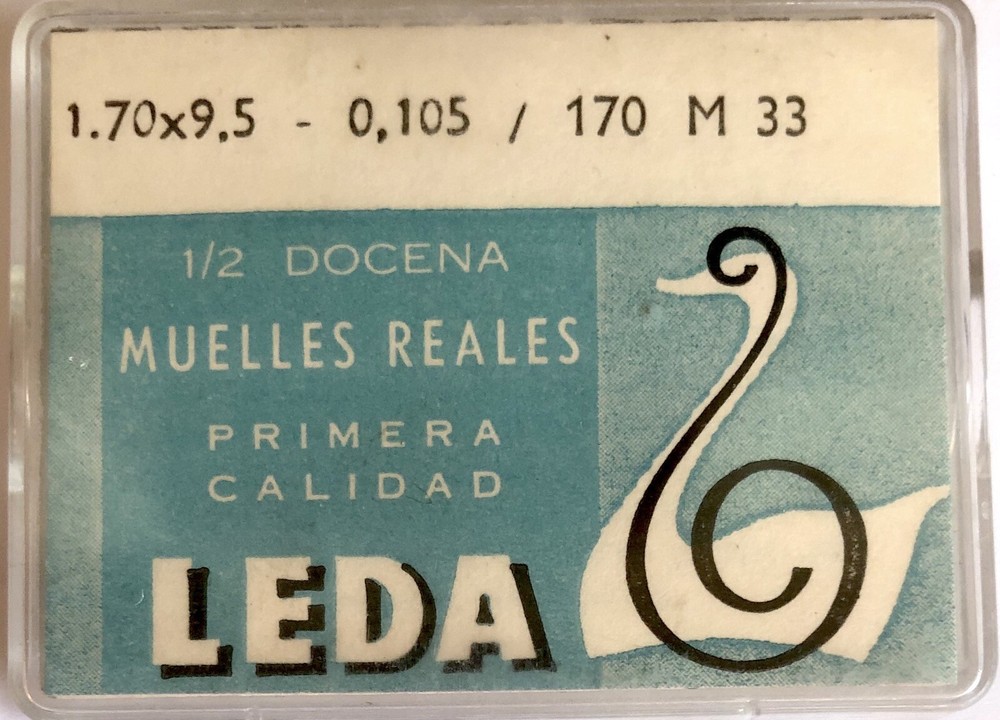 1.70x9,5 - 0,105 / 170 M 33
1/2 DOCENA
MUELLES REALES
PRIMERA
CALIDAD
LEDA